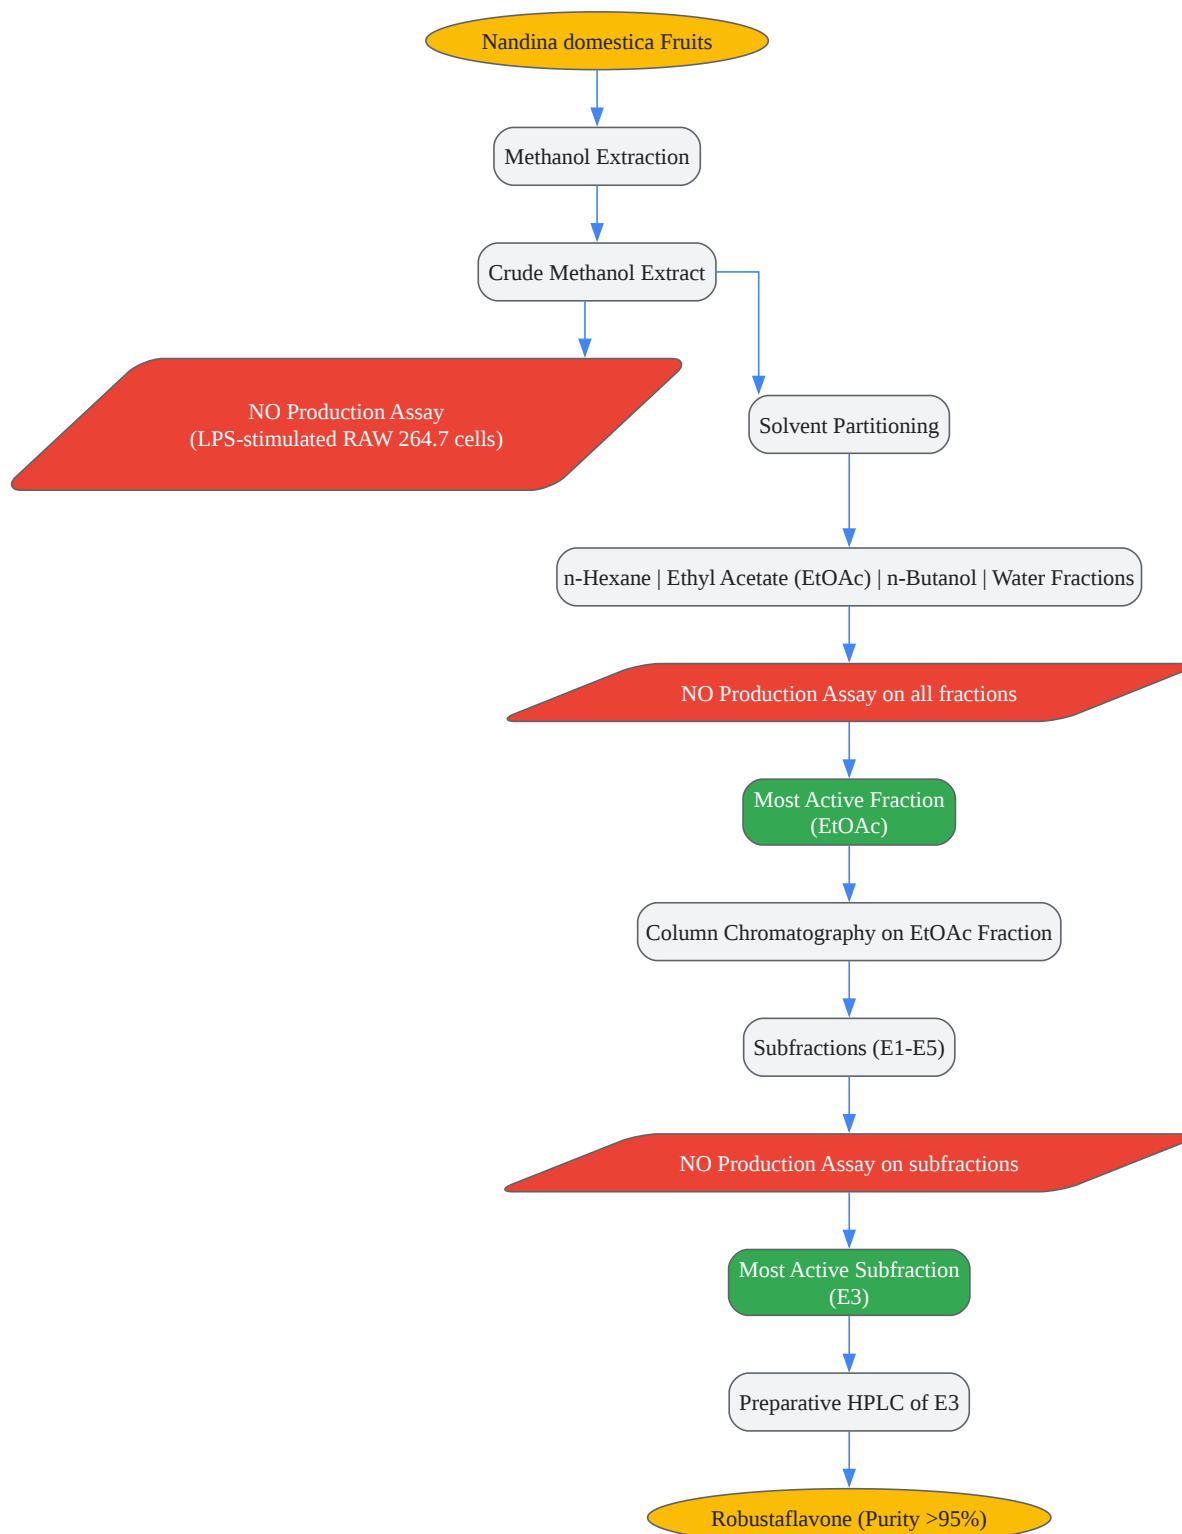 Nandina domestica Fruits
Methanol Extraction
Crude Methanol Extract
NO Production Assay
(LPS-stimulated RAW 264.7 cells)
Solvent Partitioning
n-Hexane | Ethyl Acetate (EtOAc) | n-Butanol | Water Fractions
NO Production Assay on all fractions
Most Active Fraction
(EtOAc)
Column Chromatography on EtOAc Fraction
Subfractions (E1-E5)
NO Production Assay on subfractions
Most Active Subfraction
(E3)
Preparative HPLC of E3
Robustaflavone (Purity >95%)